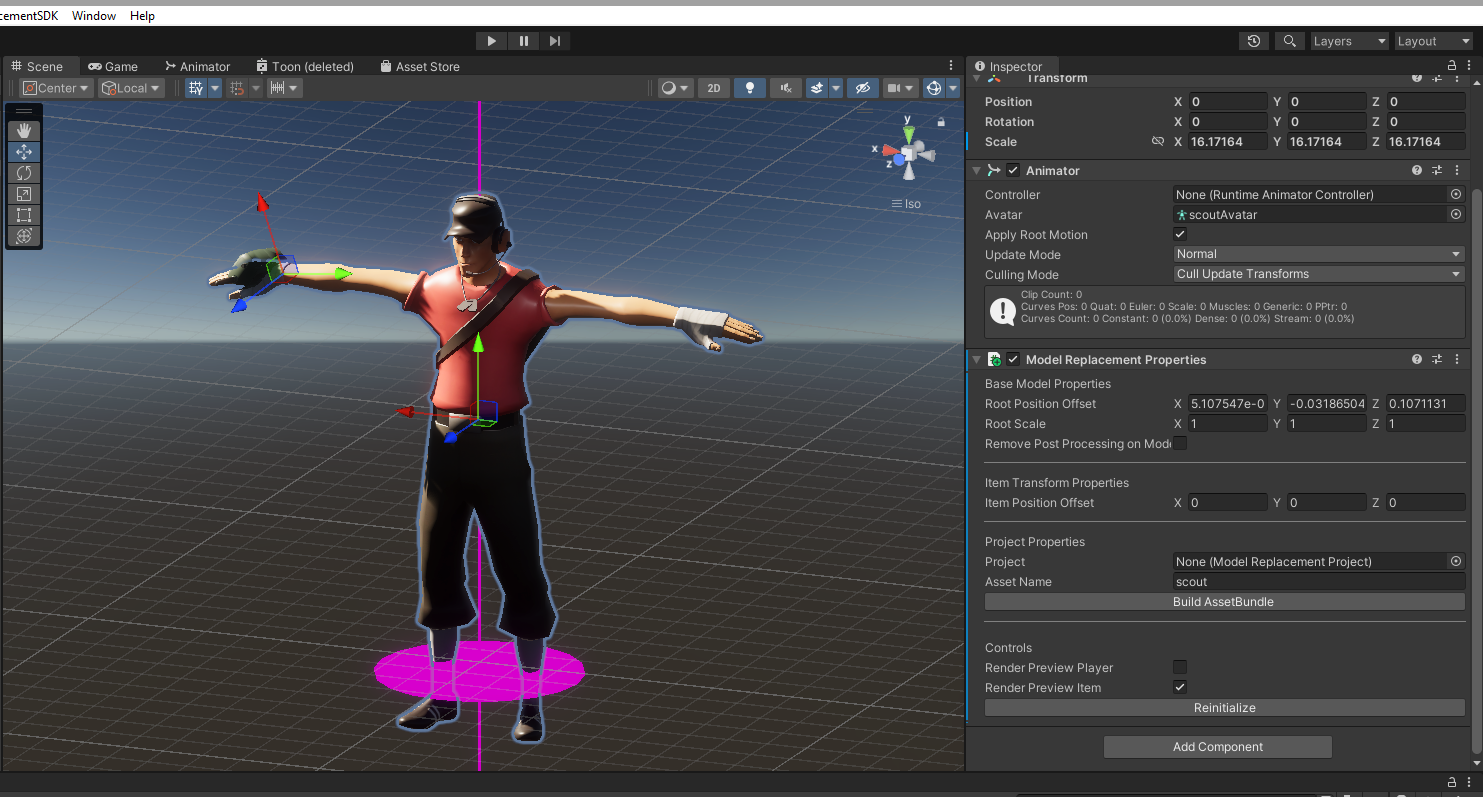 cementSDK Window Help
Layers Layout
Scene Game Animator Toon (deleted) Asset Store
Inspector
Center Local 2D
Transform
Position X 0 Y 0 Z 0
Rotation X 0 Y 0 Z 0
Scale X 16.17164 Y 16.17164 Z 16.17164
y
x
z
Iso
Animator
Controller None (Runtime Animator Controller)
Avatar scoutAvatar
Apply Root Motion
Update Mode Normal
Culling Mode Cull Update Transforms
Clip Count: 0
Curves Pos: 0 Quat: 0 Euler: 0 Scale: 0 Muscles: 0 Generic: 0 PPtr: 0
Curves Count: 0 Constant: 0 (0.0%) Dense: 0 (0.0%) Stream: 0 (0.0%)
Model Replacement Properties
Base Model Properties
Root Position Offset X 5.107547e-0 Y -0.03186504 Z 0.1071131
Root Scale X 1 Y 1 Z 1
Remove Post Processing on Mode
Item Transform Properties
Item Position Offset X 0 Y 0 Z 0
Project Properties
Project None (Model Replacement Project)
Asset Name scout
Build AssetBundle
Controls
Render Preview Player
Render Preview Item
Reinitialize
Add Component